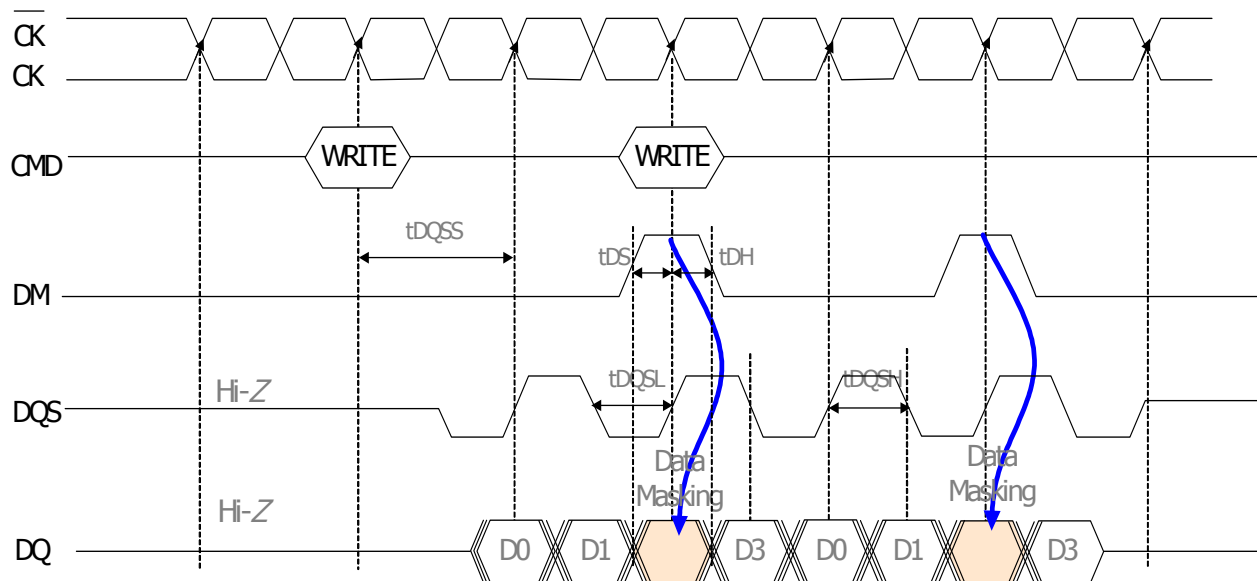 CK
CK
CMD
WRITE
WRITE
tDQSS
tDS
tDH
DM
Hi-Z
tDQSL
tDQSH
DQS
Data
Masking
Data
Masking
Hi-Z
DQ
D0
D1
D3
D0
D1
D3